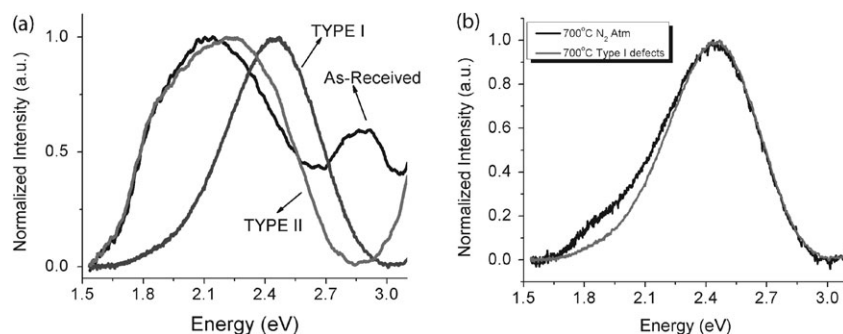 (a)
1.0
0.5
0.0
Normalized Intensity (a.u.)
TYPE I
As-Received
TYPE II
1.5 1.8 2.1 2.4 2.7 3.0
Energy (eV)
(b)
700°C N2 Atm
700°C Type I defects
1.0
0.8
0.6
0.4
0.2
0.0
Normalized Intensity (a.u.)
1.5 1.8 2.1 2.4 2.7 3.0
Energy (eV)